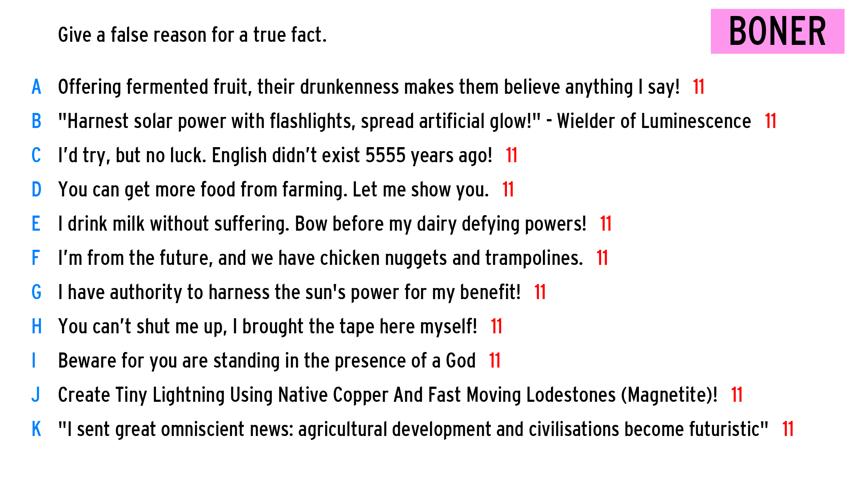 Give a false reason for a true fact.
BONER
A Offering fermented fruit, their drunkenness makes them believe anything I say! 11
B "Harnest solar power with flashlights, spread artificial glow!" - Wielder of Luminescence 11
C I'd try, but no luck. English didn't exist 5555 years ago! 11
D You can get more food from farming. Let me show you. 11
E I drink milk without suffering. Bow before my dairy defying powers! 11
F I'm from the future, and we have chicken nuggets and trampolines. 11
G I have authority to harness the sun's power for my benefit! 11
H You can't shut me up, I brought the tape here myself! 11
I Beware for you are standing in the presence of a God 11
J Create Tiny Lightning Using Native Copper And Fast Moving Lodestones (Magnetite)! 11
K "I sent great omniscient news: agricultural development and civilisations become futuristic" 11